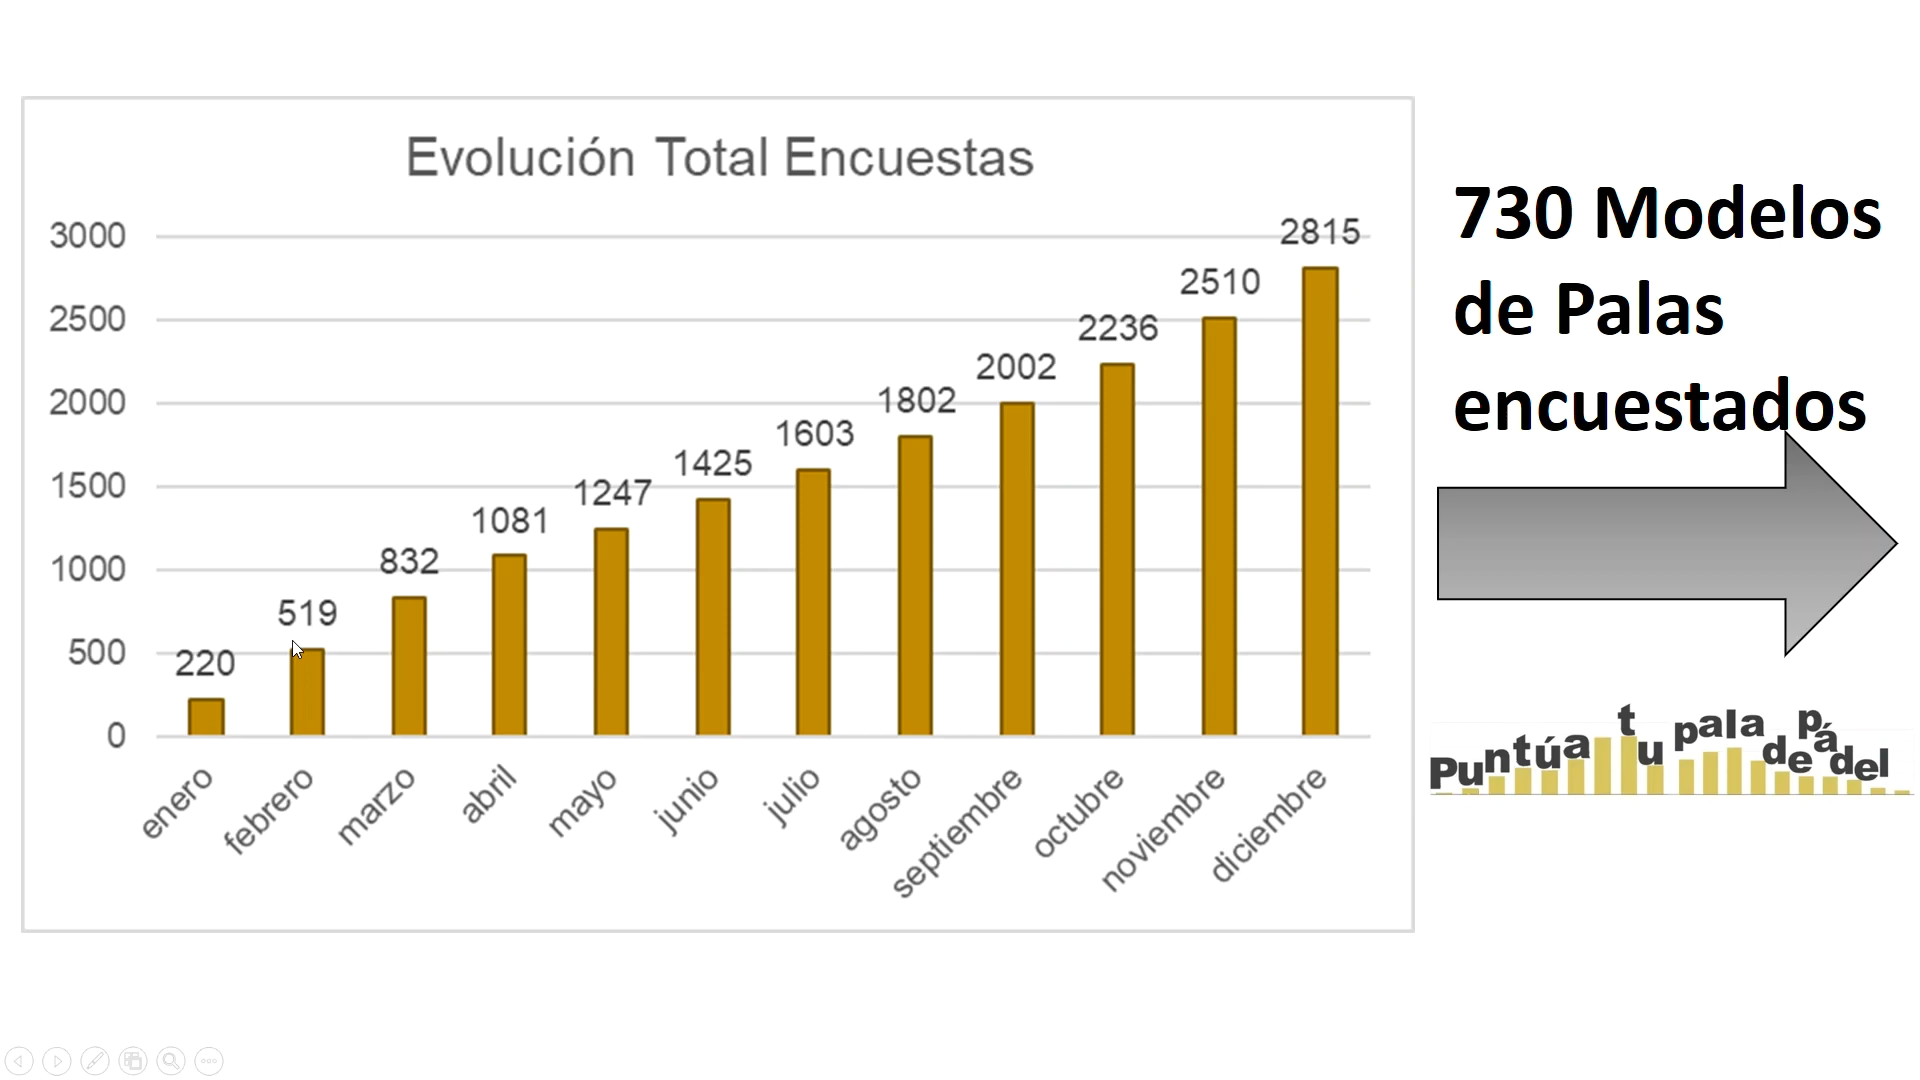 Evolución Total Encuestas
3000
2500
2000
1500
1000
500
0
220
519
832
1081
1247
1425
1603
1802
2002
2236
2510
2815
enero
febrero
marzo
abril
mayo
junio
julio
agosto
septiembre
octubre
noviembre
diciembre
730 Modelos
de Palas
encuestados
Puntúa tu pala de pádel